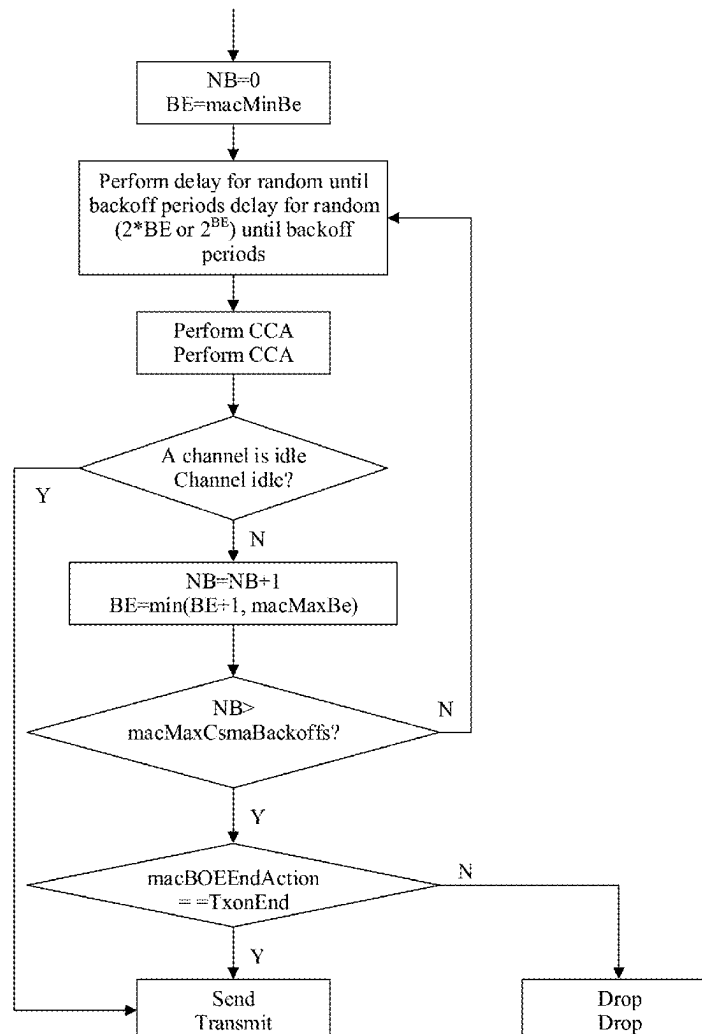 NB=0
BE=macMinBe
Perform delay for random until
backoff periods delay for random
(2*BE or 2^BE) until backoff
periods
Perform CCA
Perform CCA
A channel is idle
Channel idle?
Y
N
NB=NB+1
BE=min(BE+1, macMaxBe)
NB>
macMaxCsmaBackoffs?
N
Y
macBOEEndAction
= =TxonEnd
N
Y
Send
Transmit
Drop
Drop